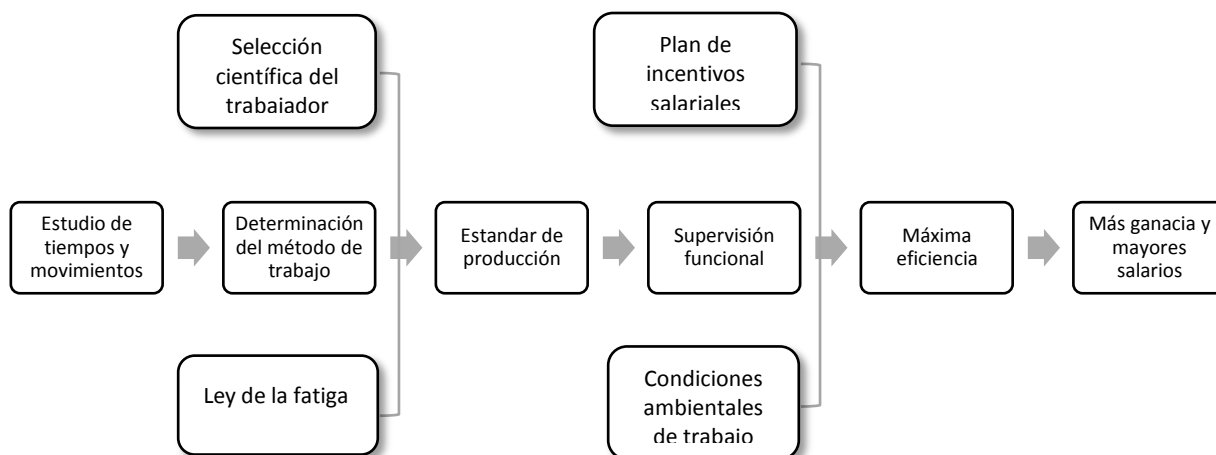 Selección
científica del
trabajador
Plan de
incentivos
salariales
Estudio de
tiempos y
movimientos
Determinación
del método de
trabajo
Estandar de
producción
Supervisión
funcional
Máxima
eficiencia
Más ganacia y
mayores
salarios
Ley de la fatiga
Condiciones
ambientales
de trabajo